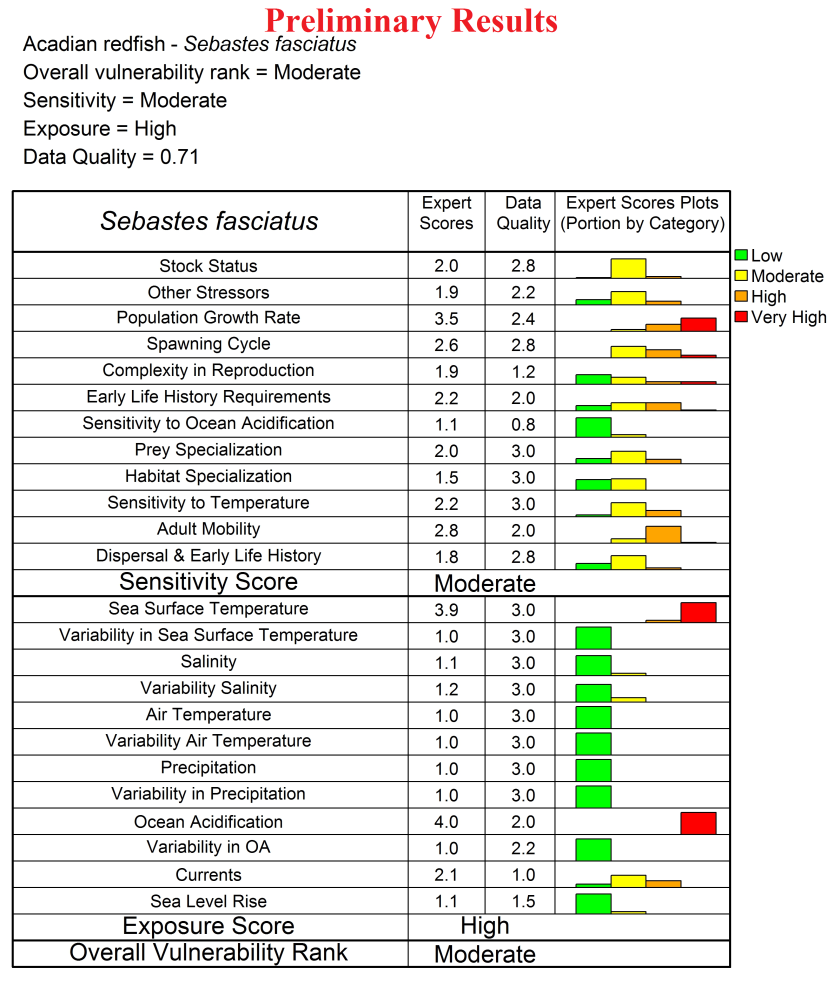 Preliminary Results
Acadian redfish - Sebastes fasciatus
Overall vulnerability rank = Moderate
Sensitivity = Moderate
Exposure = High
Data Quality = 0.71
Sebastes fasciatus
Expert Scores
Data Quality
Expert Scores Plots (Portion by Category)
Low
Moderate
High
Very High
Stock Status 2.0 2.8
Other Stressors 1.9 2.2
Population Growth Rate 3.5 2.4
Spawning Cycle 2.6 2.8
Complexity in Reproduction 1.9 1.2
Early Life History Requirements 2.2 2.0
Sensitivity to Ocean Acidification 1.1 0.8
Prey Specialization 2.0 3.0
Habitat Specialization 1.5 3.0
Sensitivity to Temperature 2.2 3.0
Adult Mobility 2.8 2.0
Dispersal & Early Life History 1.8 2.8
Sensitivity Score Moderate
Sea Surface Temperature 3.9 3.0
Variability in Sea Surface Temperature 1.0 3.0
Salinity 1.1 3.0
Variability Salinity 1.2 3.0
Air Temperature 1.0 3.0
Variability Air Temperature 1.0 3.0
Precipitation 1.0 3.0
Variability in Precipitation 1.0 3.0
Ocean Acidification 4.0 2.0
Variability in OA 1.0 2.2
Currents 2.1 1.0
Sea Level Rise 1.1 1.5
Exposure Score High
Overall Vulnerability Rank Moderate